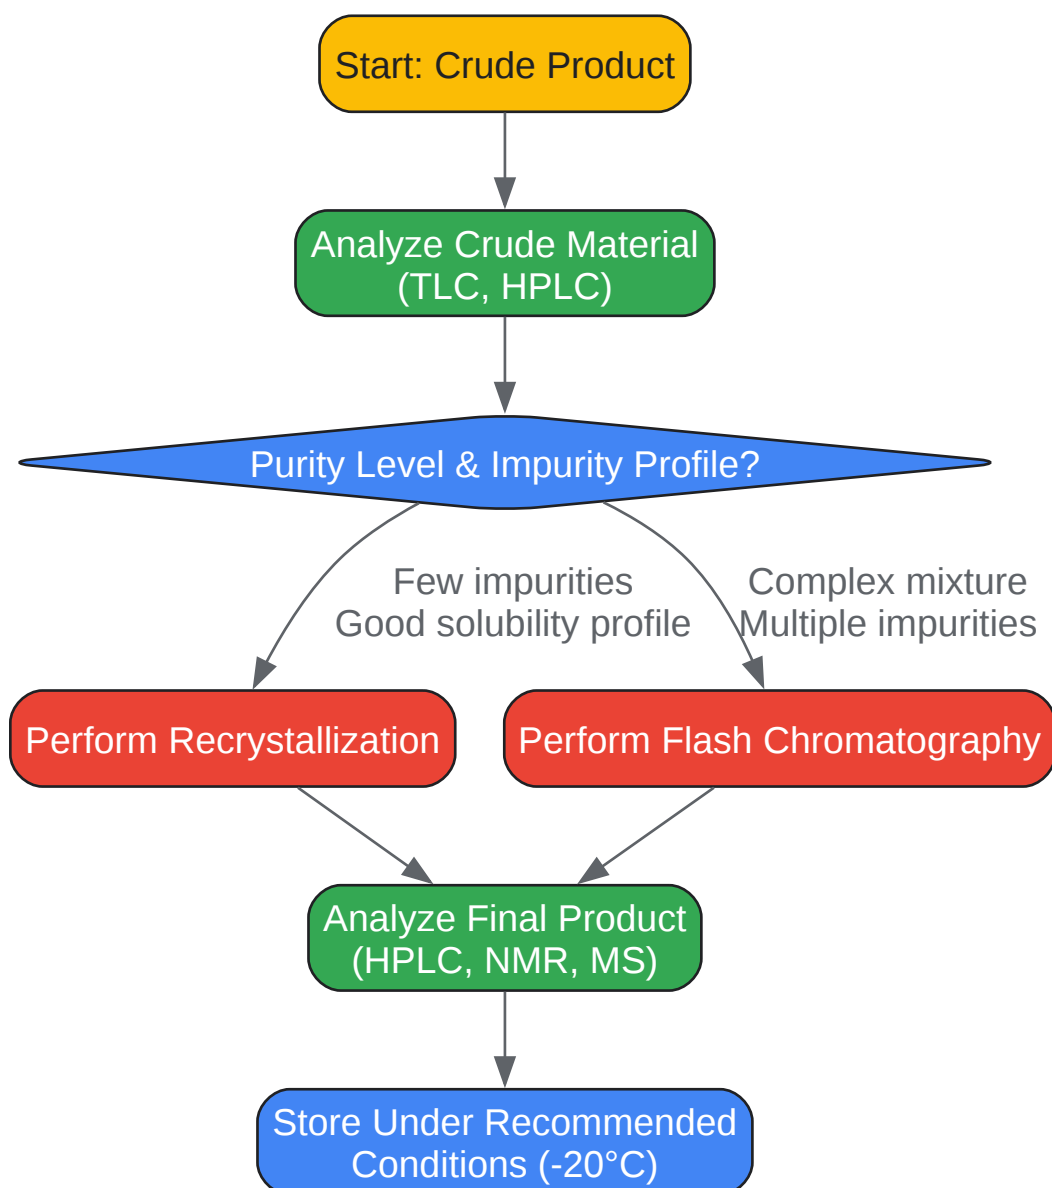 Start: Crude Product
Analyze Crude Material
(TLC, HPLC)
Purity Level & Impurity Profile?
Few impurities
Good solubility profile
Complex mixture
Multiple impurities
Perform Recrystallization
Perform Flash Chromatography
Analyze Final Product
(HPLC, NMR, MS)
Store Under Recommended
Conditions (-20°C)